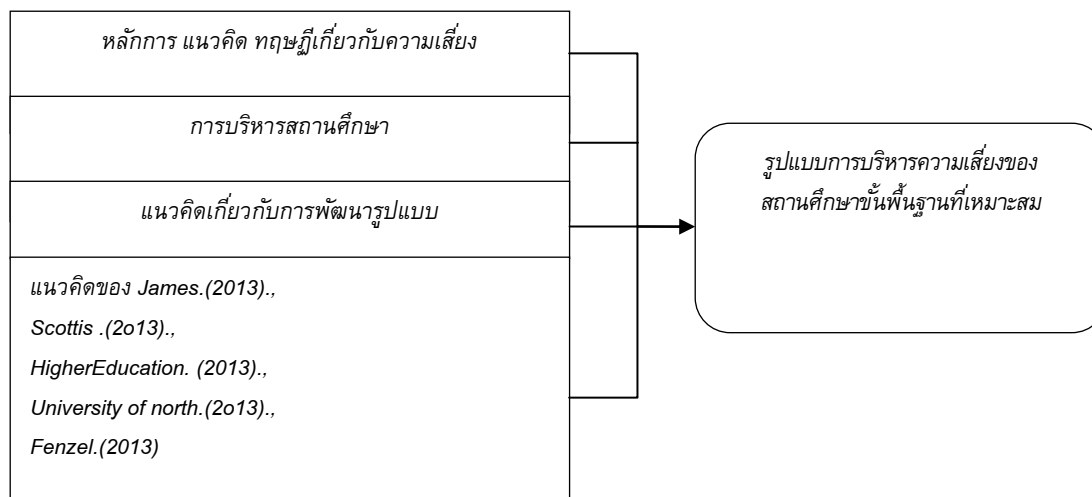 หลักการ แนวคิด ทฤษฏีเกี่ยวกับความเสี่ยง
การบริหารสถานศึกษา
แนวคิดเกี่ยวกับการพัฒนารูปแบบ
แนวคิดของ James.(2013).,
Scottis .(2o13).,
HigherEducation. (2013).,
University of north.(2o13).,
Fenzel.(2013)
รูปแบบการบริหารความเสี่ยงของ
สถานศึกษาขั้นพื้นฐานที่เหมาะสม